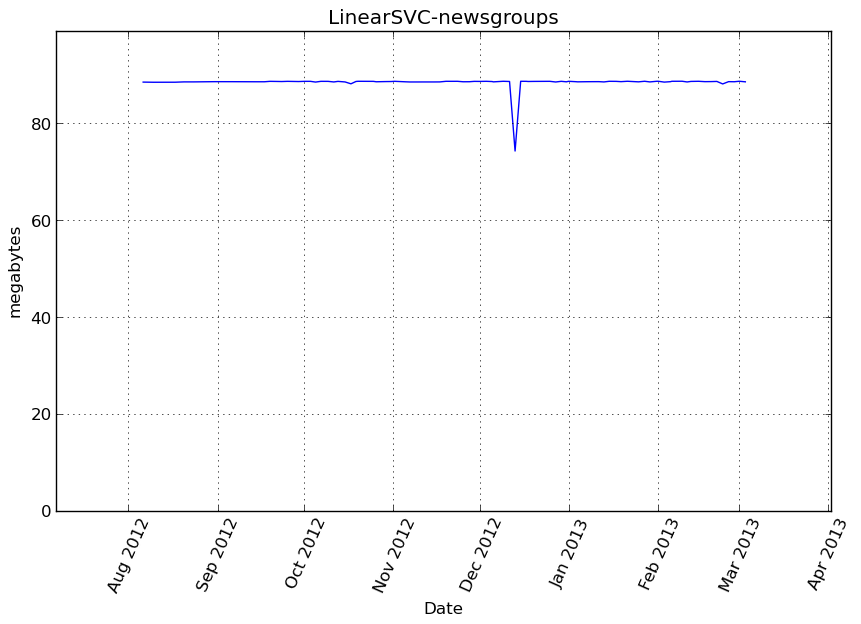 LinearSVC-newsgroups
80
60
40
20
0
megabytes
Aug 2012
Sep 2012
Oct 2012
Nov 2012
Dec 2012
Jan 2013
Feb 2013
Mar 2013
Apr 2013
Date